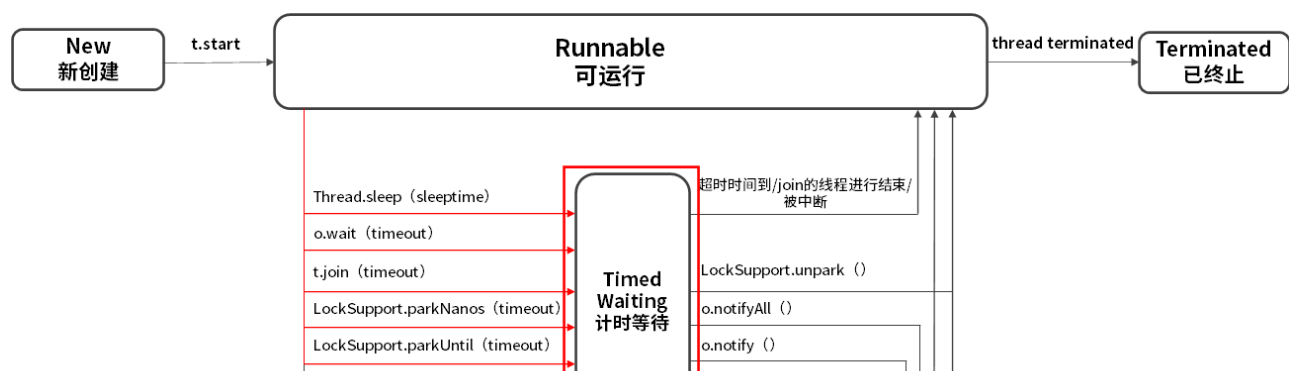 New
新创建
t.start
Runnable
可运行
thread terminated
Terminated
已终止
Thread.sleep（sleeptime）
o.wait（timeout）
t.join（timeout）
LockSupport.parkNanos（timeout）
LockSupport.parkUntil（timeout）
Timed
Waiting
计时等待
超时时间到/join的线程进行结束/
被中断
LockSupport.unpark（）
o.notifyAll（）
o.notify（）